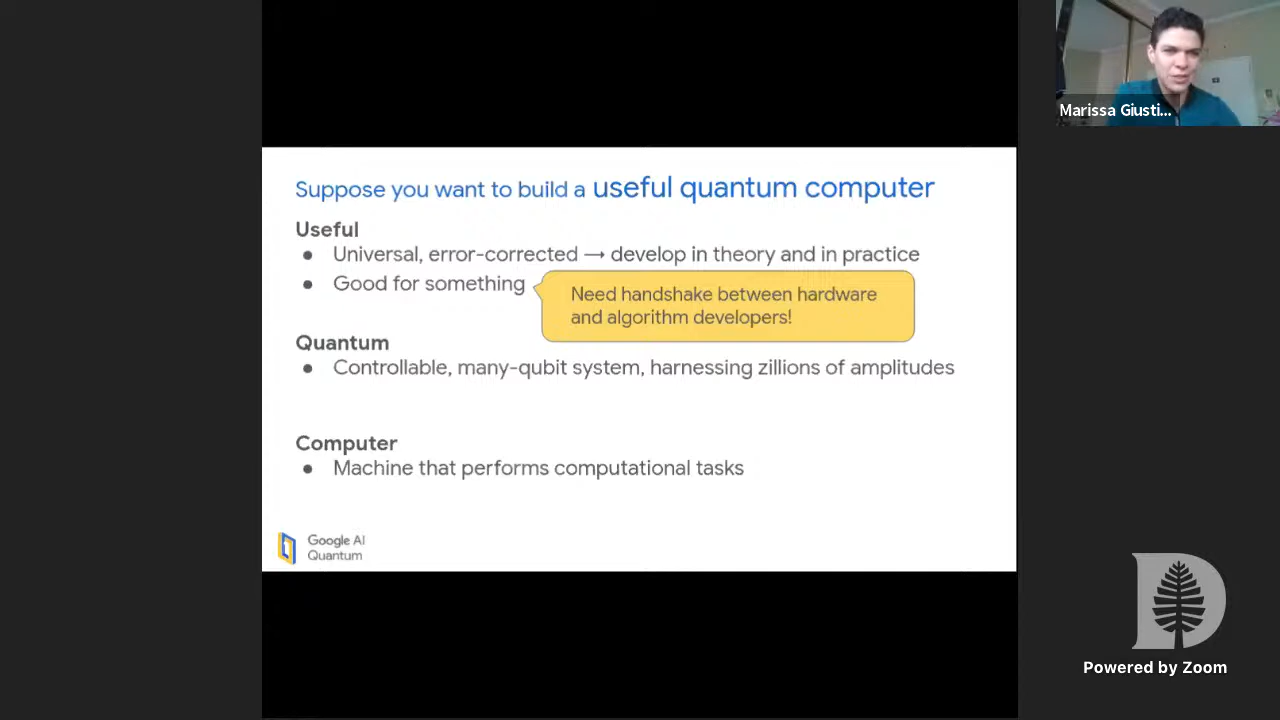 Marissa Giusti...
Suppose you want to build a useful quantum computer
Useful
● Universal, error-corrected → develop in theory and in practice
● Good for something
Need handshake between hardware
and algorithm developers!
Quantum
● Controllable, many-qubit system, harnessing zillions of amplitudes
Computer
● Machine that performs computational tasks
Google AI
Quantum
D
Powered by Zoom